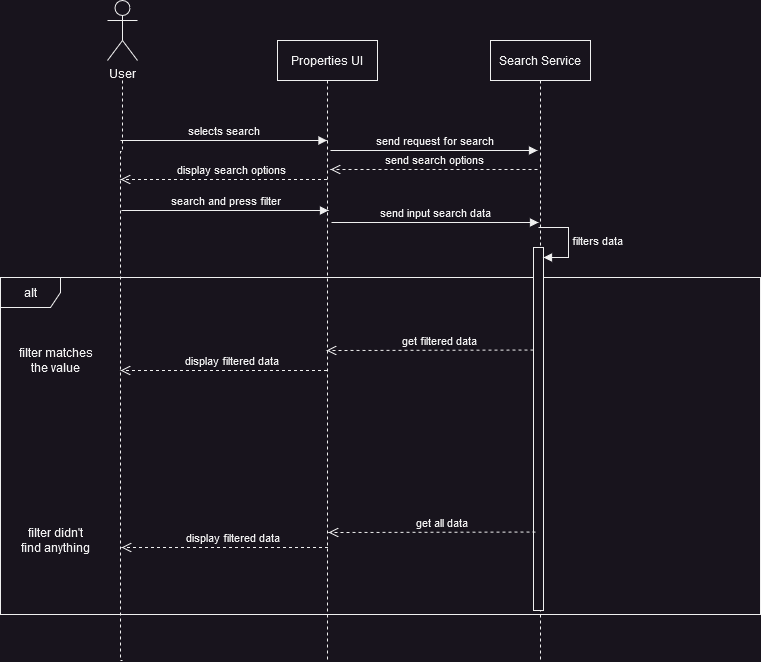 User
Properties UI
Search Service
selects search
send request for search
send search options
display search options
search and press filter
send input search data
filters data
alt
get filtered data
filter matches
the value
display filtered data
get all data
filter didn't
find anything
display filtered data